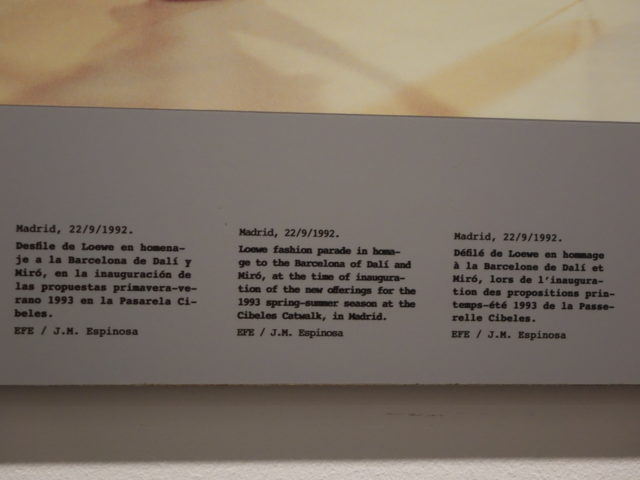 Madrid, 22/9/1992.
Desfile de Loewe en homena-
je a la Barcelona de Dalí y
Miró, en la inauguración de
las propuestas primavera-ve-
rano 1993 en la Pasarela Ci-
beles.
EFE / J.M. Espinosa
Madrid, 22/9/1992.
Loewe fashion parade in homa-
ge to the Barcelona of Dalí and
Miró, at the time of inaugura-
tion of the new offerings for the
1993 spring-summer season at the
Cibeles Catwalk, in Madrid.
EFE / J.M. Espinosa
Madrid, 22/9/1992.
Défilé de Loewe en hommage
à la Barcelone de Dalí et
Miró, lors de l'inaugura-
tion des propositions prin-
temps-été 1993 de la Passe-
relle Cibeles.
EFE / J.M. Espinosa